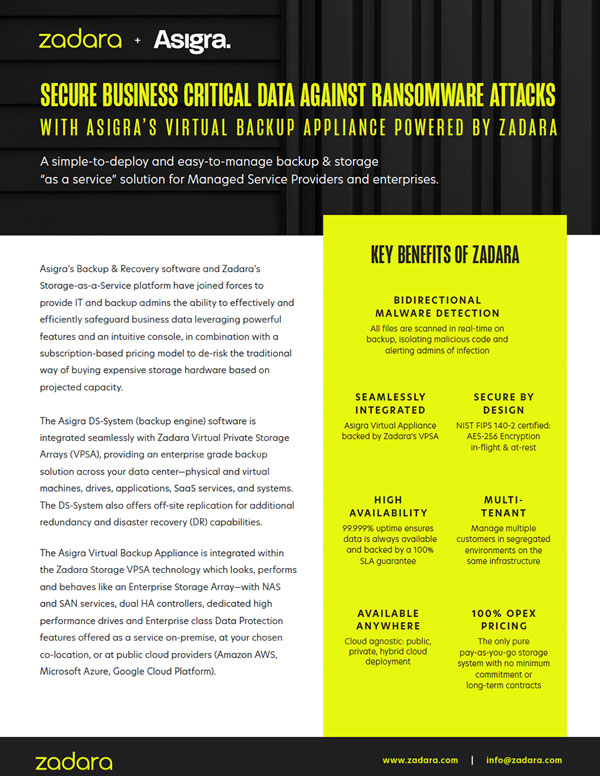 zadara + Asigra.
SECURE BUSINESS CRITICAL DATA AGAINST RANSOMWARE ATTACKS
WITH ASIGRA'S VIRTUAL BACKUP APPLIANCE POWERED BY ZADARA
A simple-to-deploy and easy-to-manage backup & storage
"as a service" solution for Managed Service Providers and enterprises.
Asigra's Backup & Recovery software and Zadara's
Storage-as-a-Service platform have joined forces to
provide IT and backup admins the ability to effectively and
efficiently safeguard business data leveraging powerful
features and an intuitive console, in combination with a
subscription-based pricing model to de-risk the traditional
way of buying expensive storage hardware based on
projected capacity.
The Asigra DS-System (backup engine) software is
integrated seamlessly with Zadara Virtual Private Storage
Arrays (VPSA), providing an enterprise grade backup
solution across your data center—physical and virtual
machines, drives, applications, SaaS services, and systems.
The DS-System also offers off-site replication for additional
redundancy and disaster recovery (DR) capabilities.
The Asigra Virtual Backup Appliance is integrated within
the Zadara Storage VPSA technology which looks, performs
and behaves like an Enterprise Storage Array—with NAS
and SAN services, dual HA controllers, dedicated high
performance drives and Enterprise class Data Protection
features offered as a service on-premise, at your chosen
co-location, or at public cloud providers (Amazon AWS,
Microsoft Azure, Google Cloud Platform).
KEY BENEFITS OF ZADARA
BIDIRECTIONAL
MALWARE DETECTION
All files are scanned in real-time on
backup, isolating malicious code and
alerting admins of infection
SEAMLESSLY
INTEGRATED
Asigra Virtual Appliance
backed by Zadara's VPSA
SECURE BY
DESIGN
NIST FIPS 140-2 certified:
AES-256 Encryption
in-flight & at-rest
HIGH
AVAILABILITY
99.999% uptime ensures
data is always available
and backed by a 100%
SLA guarantee
MULTI-
TENANT
Manage multiple
customers in segregated
environments on the
same infrastructure
AVAILABLE
ANYWHERE
Cloud agnostic: public,
private, hybrid cloud
deployment
100% OPEX
PRICING
The only pure
pay-as-you-go storage
system with no minimum
commitment or
long-term contracts
zadara
www.zadara.com | info@zadara.com